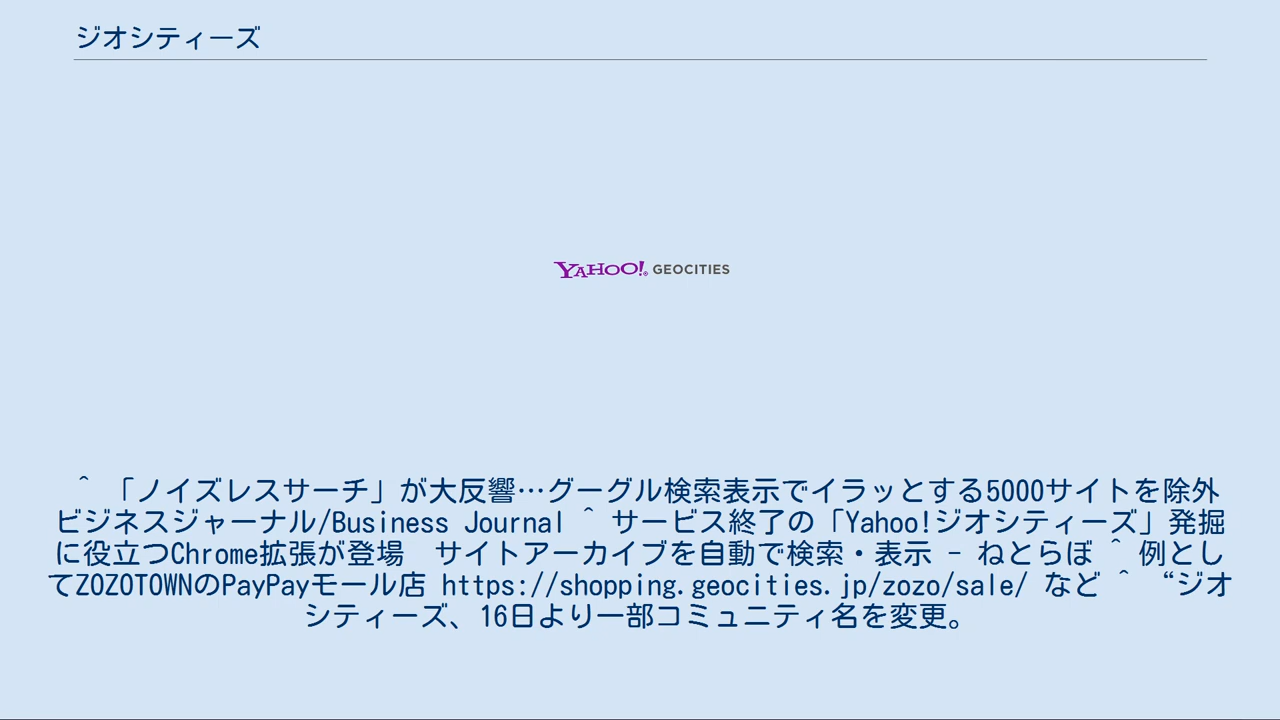 ジオシティーズ
YAHOO! GEOCITIES
^ 「ノイズレスサーチ」が大反響…グーグル検索表示でイラッとする5000サイトを除外
ビジネスジャーナル/Business Journal ^ サービス終了の「Yahoo!ジオシティーズ」発掘
に役立つChrome拡張が登場　サイトアーカイブを自動で検索・表示 - ねとらぼ ^ 例とし
てZOZOTOWNのPayPayモール店 https://shopping.geocities.jp/zozo/sale/ など ^ “ジオ
シティーズ、16日より一部コミュニティ名を変更。